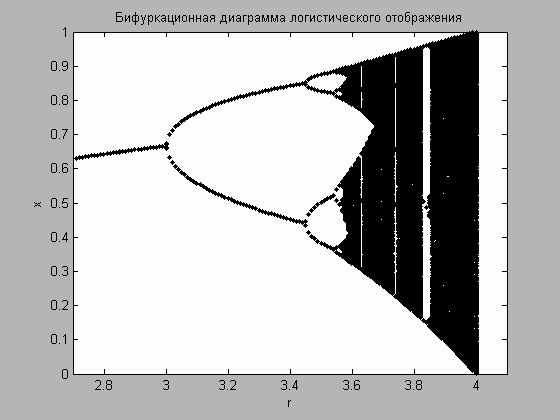 Бифуркационная диаграмма логистического отображения
1
0.9
0.8
0.7
0.6
0.5
0.4
0.3
0.2
0.1
0
x
2.8 3 3.2 3.4 3.6 3.8 4
r